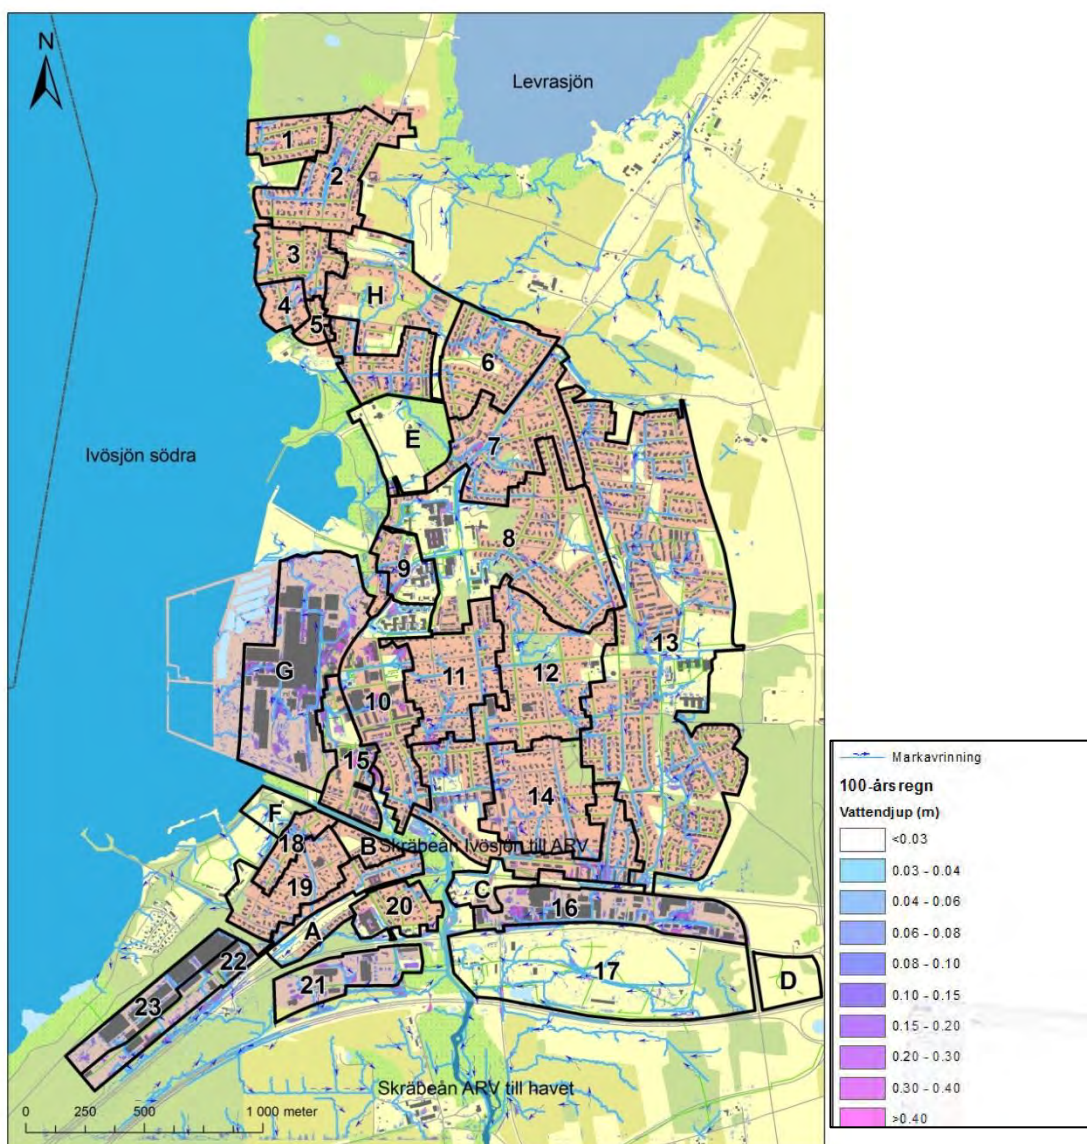 N
Levrasjön
1
2
3
H
4
5
6
E
7
Ivösjön södra
8
9
13
G
11
12
10
15
14
F
18
B
Skräbeån Ivösjön till ARV
19
C
20
16
A
22
17
21
D
23
Skräbeån ARV till havet
0 250 500 1 000 meter
Markavrinning
100-årsregn
Vattendjup (m)
<0.03
0.03 - 0.04
0.04 - 0.06
0.06 - 0.08
0.08 - 0.10
0.10 - 0.15
0.15 - 0.20
0.20 - 0.30
0.30 - 0.40
>0.40